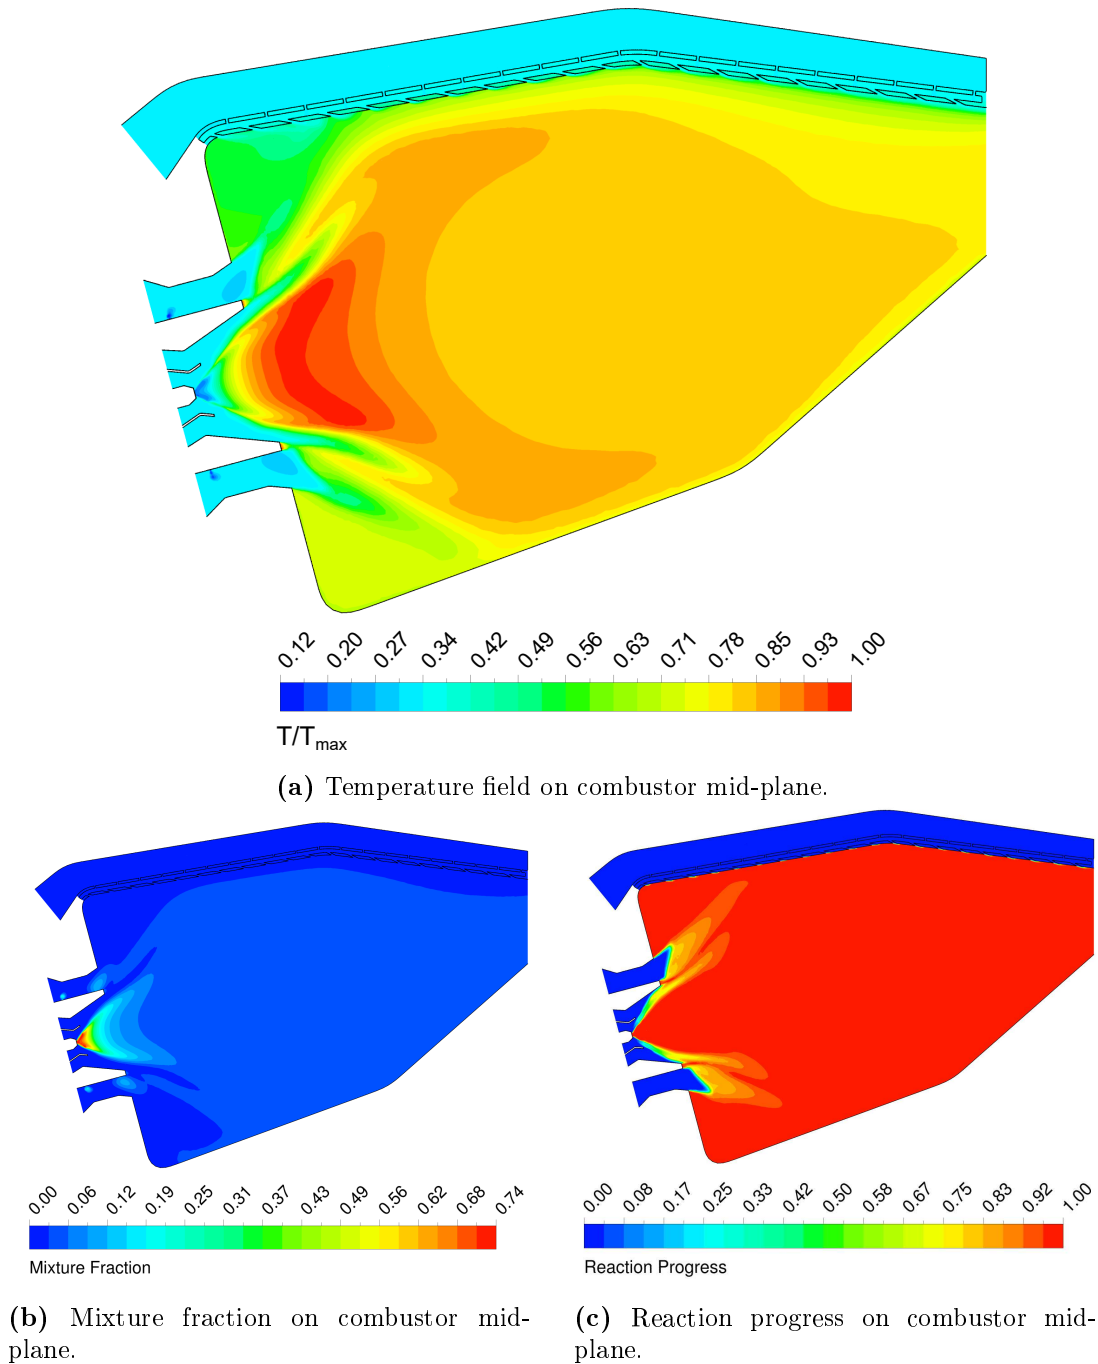 0.12 0.20 0.27 0.34 0.42 0.49 0.56 0.63 0.71 0.78 0.85 0.93 1.00
T/Tmax
(a) Temperature field on combustor mid-plane.
0.00 0.06 0.12 0.19 0.25 0.31 0.37 0.43 0.49 0.56 0.62 0.68 0.74
Mixture Fraction
(b) Mixture fraction on combustor mid-
plane.
0.00 0.08 0.17 0.25 0.33 0.42 0.50 0.58 0.67 0.75 0.83 0.92 1.00
Reaction Progress
(c) Reaction progress on combustor mid-
plane.